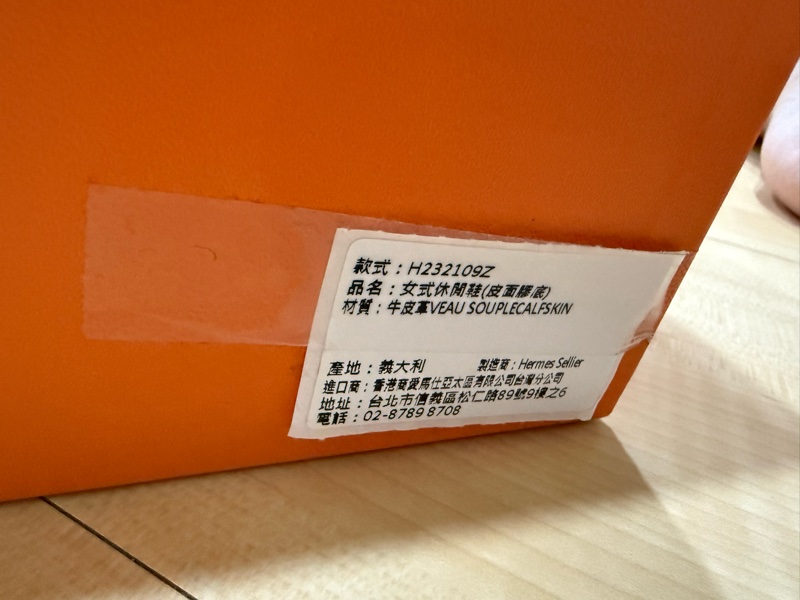 款式：H232109Z
品名：女式休閒鞋(皮面膠底)
材質：牛皮革VEAU SOUPLECALFSKIN
產地：義大利 製造商：Hermes Sellier
進口商：香港商愛馬仕亞太區有限公司台灣分公司
地址：台北市信義區松仁路89號9樓之6
電話：02-8789 8708